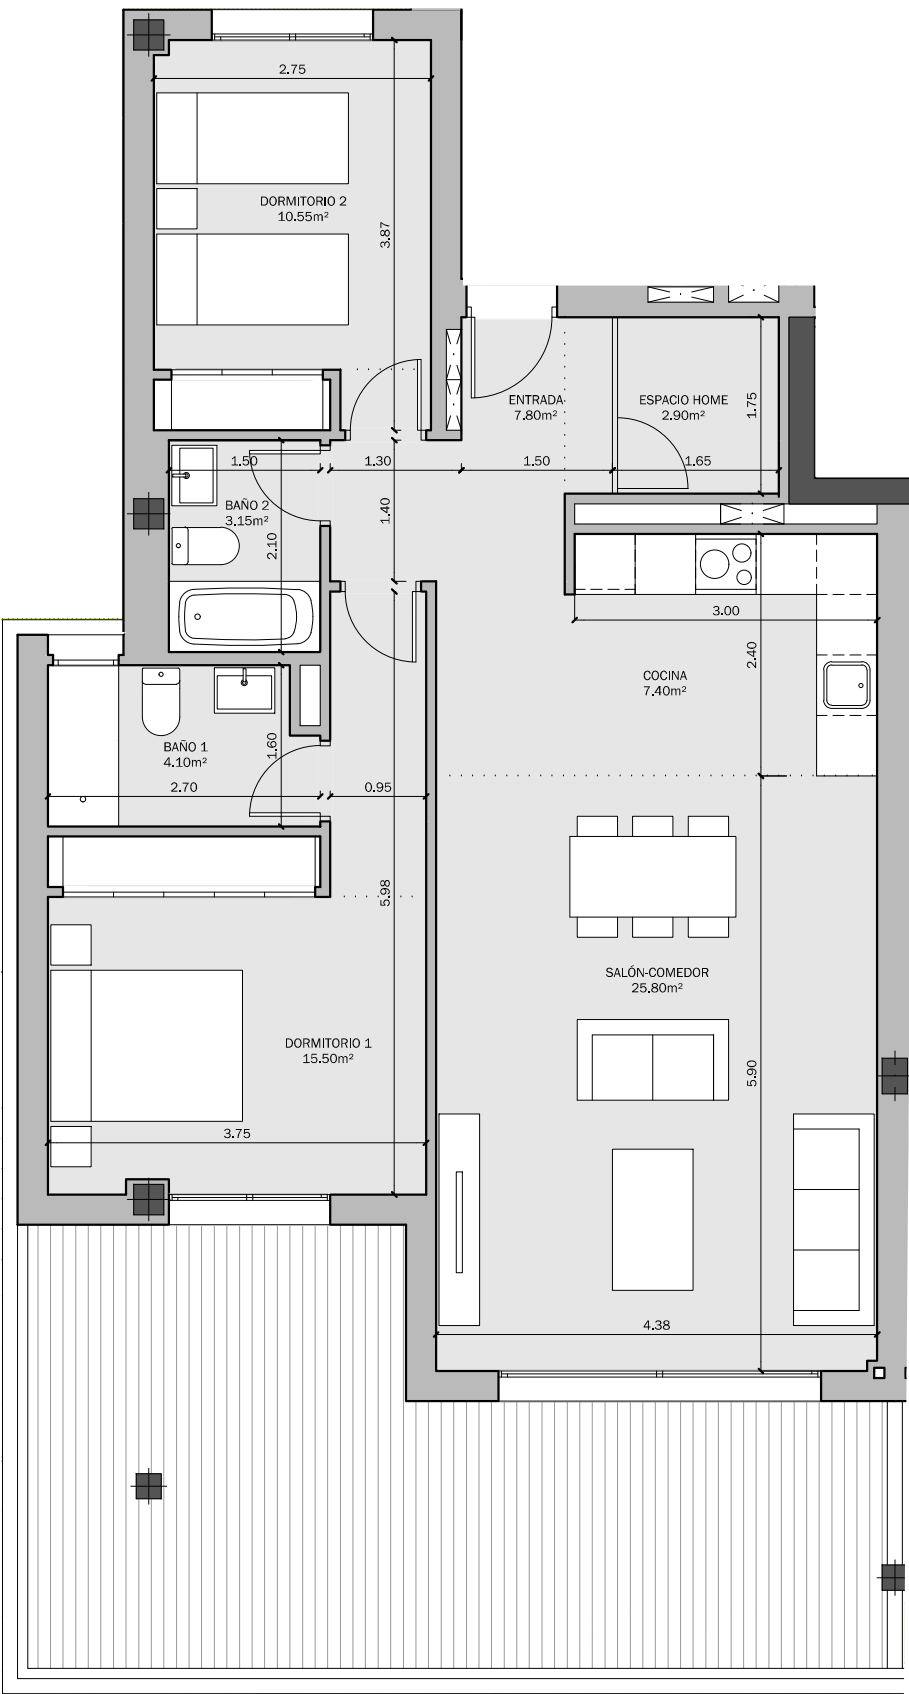 2.75
DORMITORIO 2
10.55m²
3.87
ENTRADA
7.80m²
ESPACIO HOME
2.90m²
1.75
1.50
1.30
1.50
1.65
BAÑO 2
3.15m²
1.40
2.10
3.00
2.40
COCINA
7.40m²
BAÑO 1
4.10m²
1.60
2.70
0.95
5.98
SALÓN-COMEDOR
25.80m²
DORMITORIO 1
15.50m²
5.90
3.75
4.38